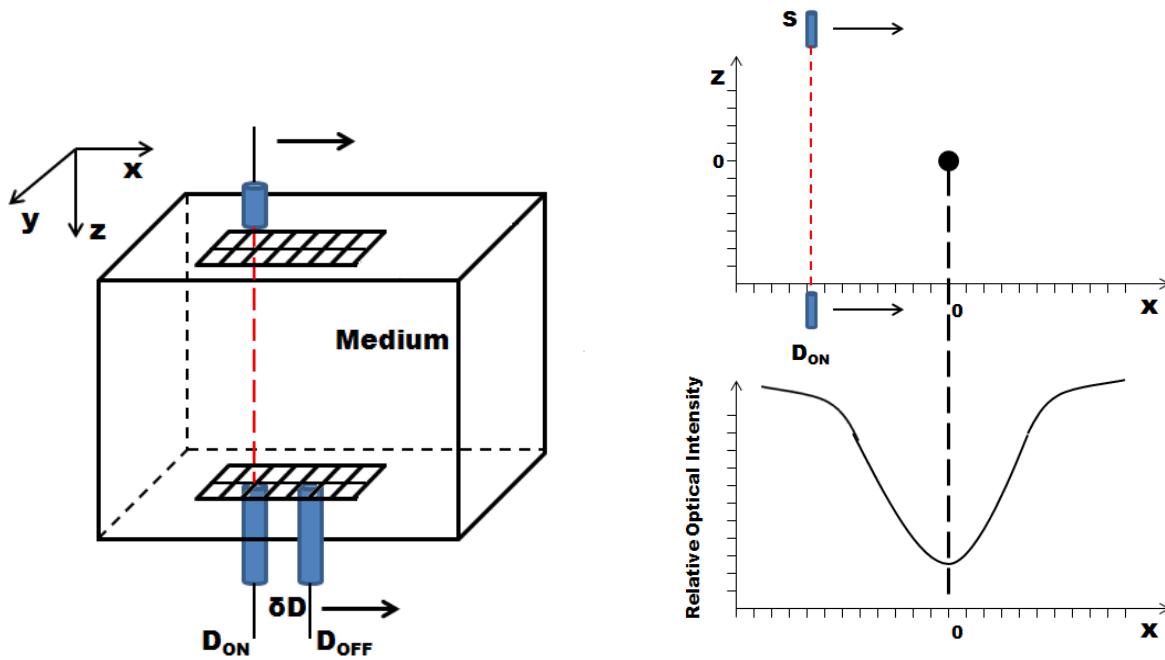 x
y
z
Medium
δD
D_ON
D_OFF
S
z
0
0
x
D_ON
Relative Optical Intensity
0
x